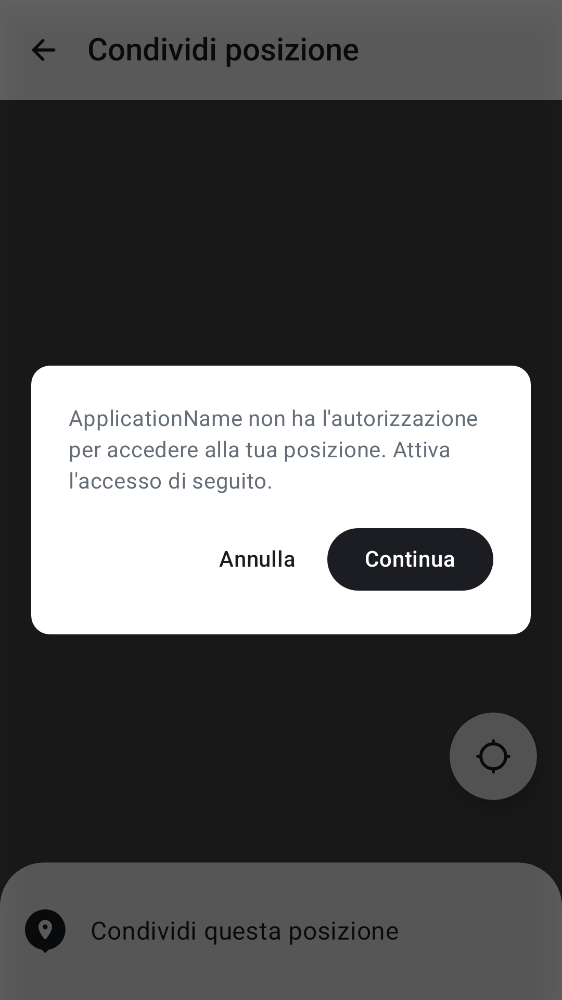 Condividi posizione
ApplicationName non ha l'autorizzazione
per accedere alla tua posizione. Attiva
l'accesso di seguito.
Annulla
Continua
Condividi questa posizione